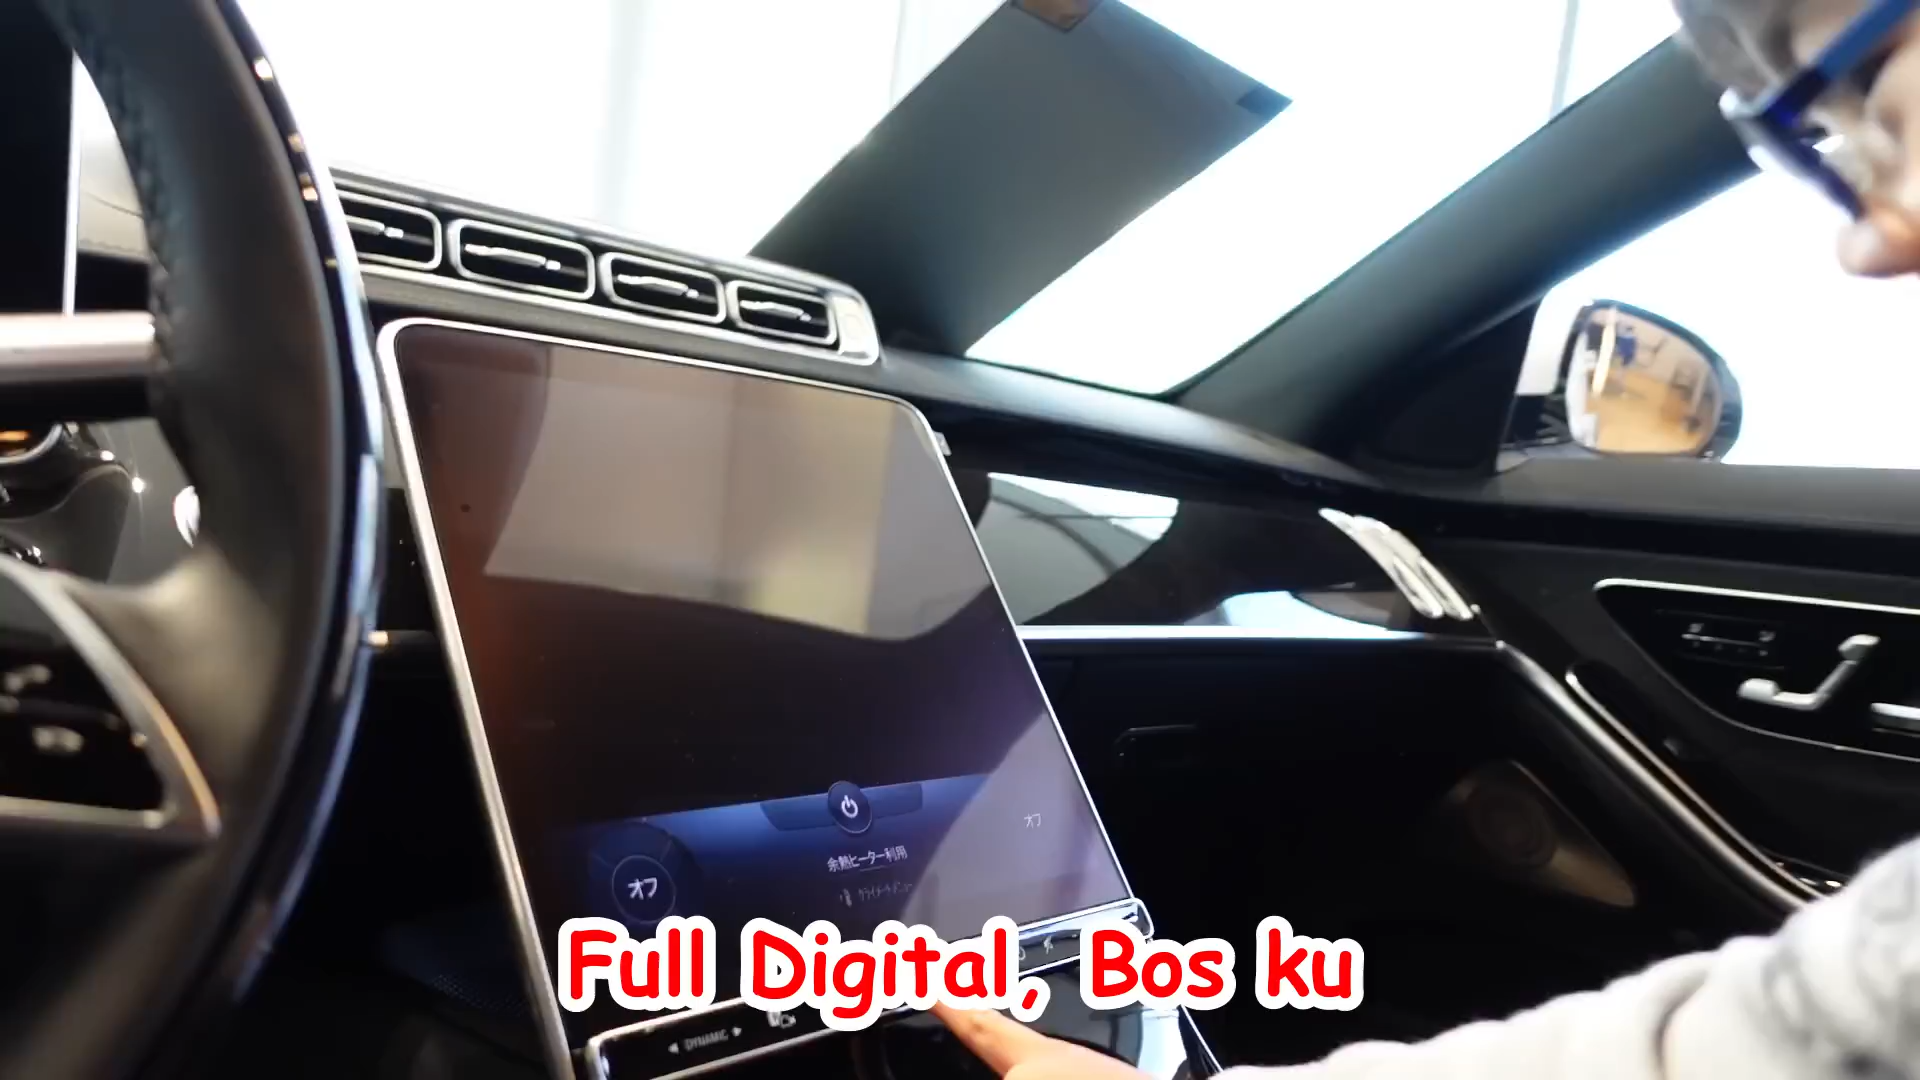 オフ
余熱ヒーター利用
オフ
Full Digital, Bos ku
◄ DYNAMIC ►